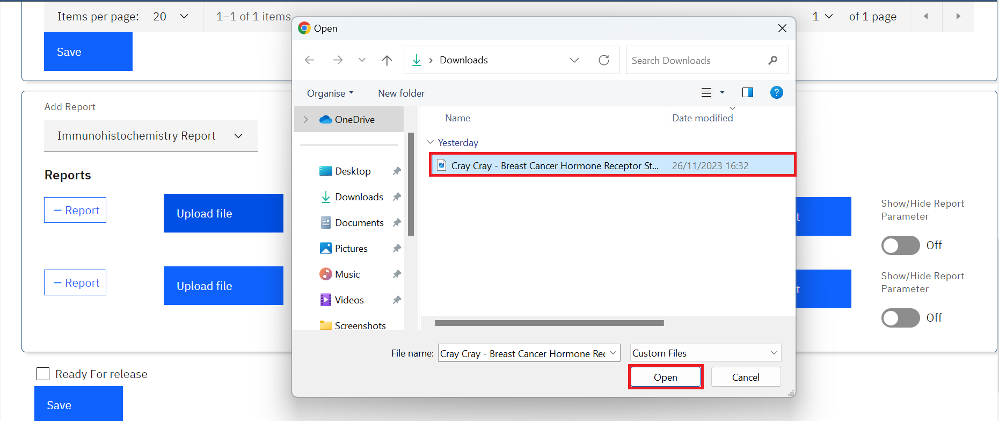 Items per page: 20
1–1 of 1 items
1
of 1 page
Save
Open
Downloads
Search Downloads
Organise
New folder
?
OneDrive
Name
Date modified
Yesterday
Cray Cray - Breast Cancer Hormone Receptor St... 26/11/2023 16:32
Desktop
Downloads
Documents
Pictures
Music
Videos
Screenshots
File name: Cray Cray - Breast Cancer Hormone Rec
Custom Files
Open
Cancel
Add Report
Immunohistochemistry Report
Reports
− Report
Upload file
t
Show/Hide Report
Parameter
Off
− Report
Upload file
t
Show/Hide Report
Parameter
Off
Ready For release
Save